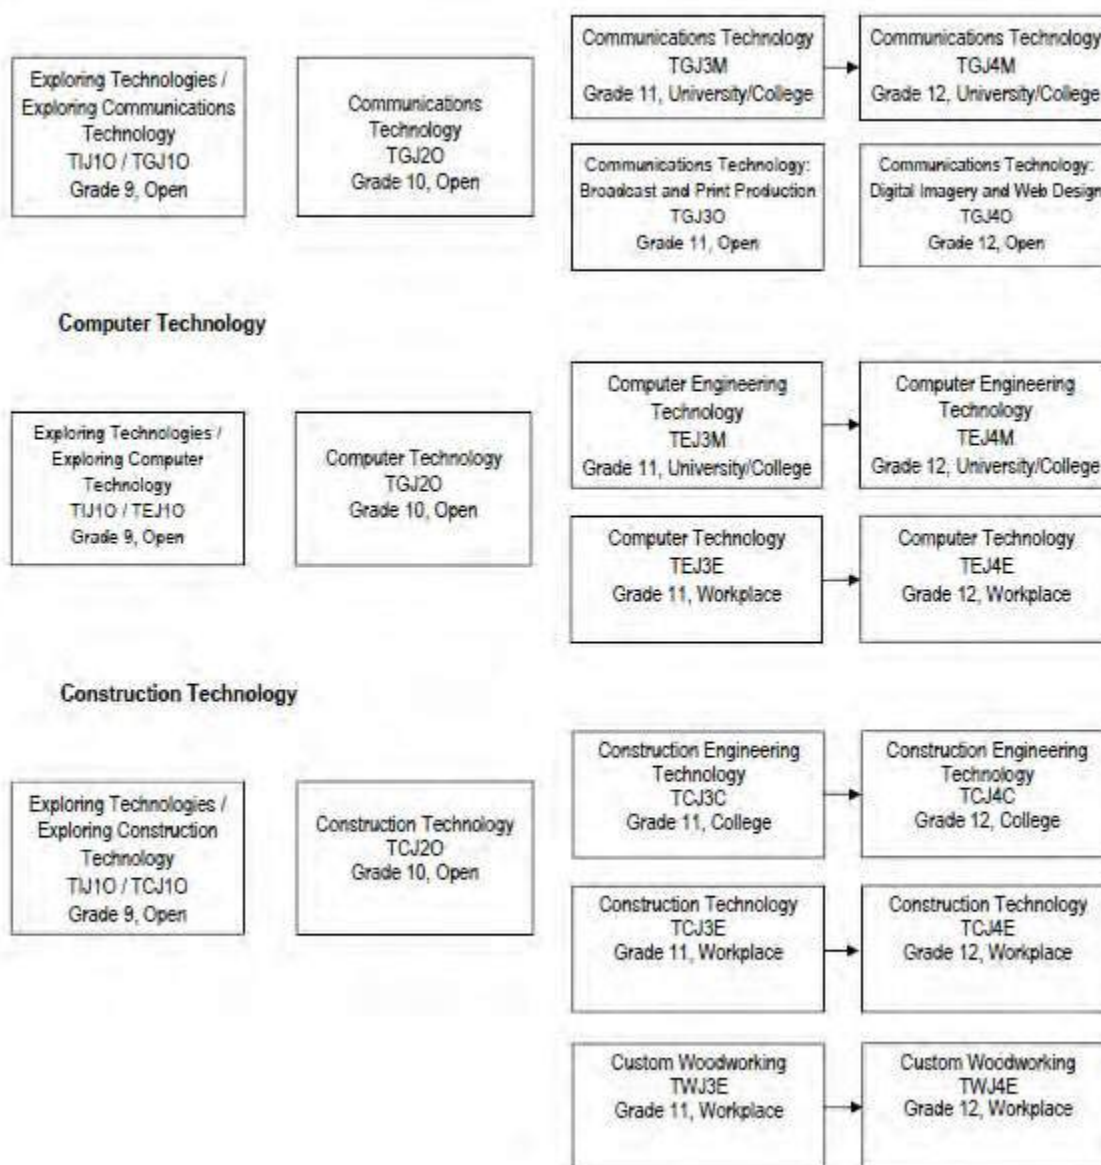 Exploring Technologies /
Exploring Communications
Technology
TIJ1O / TGJ1O
Grade 9, Open
Communications
Technology
TGJ2O
Grade 10, Open
Communications Technology
TGJ3M
Grade 11, University/College
Communications Technology
TGJ4M
Grade 12, University/College
Communications Technology:
Broadcast and Print Production
TGJ3O
Grade 11, Open
Communications Technology:
Digital Imagery and Web Design
TGJ4O
Grade 12, Open
Computer Technology
Exploring Technologies /
Exploring Computer
Technology
TIJ1O / TEJ1O
Grade 9, Open
Computer Technology
TGJ2O
Grade 10, Open
Computer Engineering
Technology
TEJ3M
Grade 11, University/College
Computer Engineering
Technology
TEJ4M
Grade 12, University/College
Computer Technology
TEJ3E
Grade 11, Workplace
Computer Technology
TEJ4E
Grade 12, Workplace
Construction Technology
Exploring Technologies /
Exploring Construction
Technology
TIJ1O / TCJ1O
Grade 9, Open
Construction Technology
TCJ2O
Grade 10, Open
Construction Engineering
Technology
TCJ3C
Grade 11, College
Construction Engineering
Technology
TCJ4C
Grade 12, College
Construction Technology
TCJ3E
Grade 11, Workplace
Construction Technology
TCJ4E
Grade 12, Workplace
Custom Woodworking
TWJ3E
Grade 11, Workplace
Custom Woodworking
TWJ4E
Grade 12, Workplace